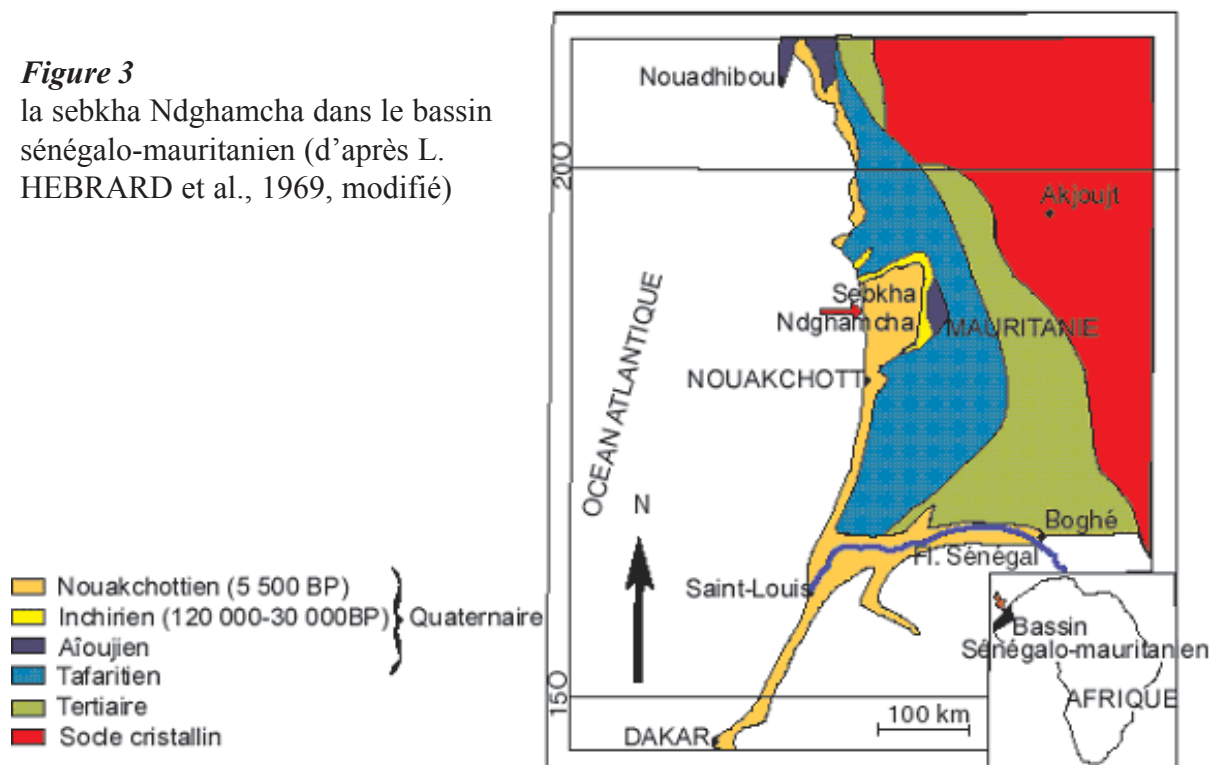 Figure 3
la sebkha Ndghamcha dans le bassin
sénégalo-mauritanien (d'après L.
HEBRARD et al., 1969, modifié)
Nouadhibou
200
Akjoujt
Sebkha
Ndghamcha
MAURITANIE
NOUAKCHOTT
OCEAN ATLANTIQUE
N
Boghé
Fl. Sénégal
Saint-Louis
150
DAKAR
100 km
Bassin
Sénégalo-mauritanien
AFRIQUE
Nouakchottien (5 500 BP)
Inchirien (120 000-30 000BP)
Quaternaire
Aîoujien
Tafaritien
Tertiaire
Socle cristallin